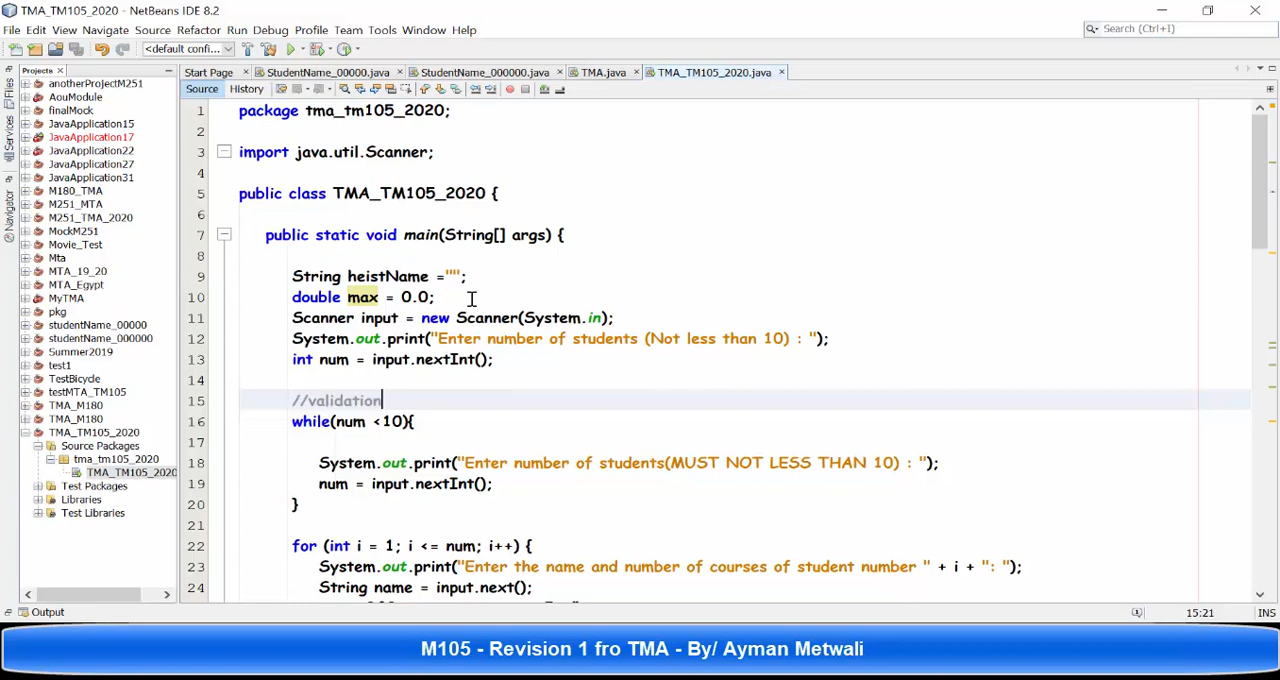 TMA_TM105_2020 - NetBeans IDE 8.2
File Edit View Navigate Source Refactor Run Debug Profile Team Tools Window Help
Search (Ctrl+I)
<default confi...
Projects
Start Page
StudentName_00000.java
StudentName_000000.java
TMA.java
TMA_TM105_2020.java
Source History
Files
Services
Navigator
anotherProjectM251
AouModule
finalMock
JavaApplication15
JavaApplication17
JavaApplication22
JavaApplication27
JavaApplication31
M180_TMA
M251_MTA
M251_TMA_2020
MockM251
Movie_Test
Mta
MTA_19_20
MTA_Egypt
MyTMA
pkg
studentName_00000
studentName_000000
Summer2019
test1
TestBicycle
testMTA_TM105
TMA_M180
TMA_M180
TMA_TM105_2020
Source Packages
tma_tm105_2020
TMA_TM105_2020
Test Packages
Libraries
Test Libraries
1 package tma_tm105_2020;
2
3 import java.util.Scanner;
4
5 public class TMA_TM105_2020 {
6
7 public static void main(String[] args) {
8
9 String heistName ="";
10 double max = 0.0;
11 Scanner input = new Scanner(System.in);
12 System.out.print("Enter number of students (Not less than 10) : ");
13 int num = input.nextInt();
14
15 //validation
16 while(num <10){
17
18 System.out.print("Enter number of students(MUST NOT LESS THAN 10) : ");
19 num = input.nextInt();
20 }
21
22 for (int i = 1; i <= num; i++) {
23 System.out.print("Enter the name and number of courses of student number " + i + ": ");
24 String name = input.next();
Output
15:21
INS
M105 - Revision 1 fro TMA - By/ Ayman Metwali